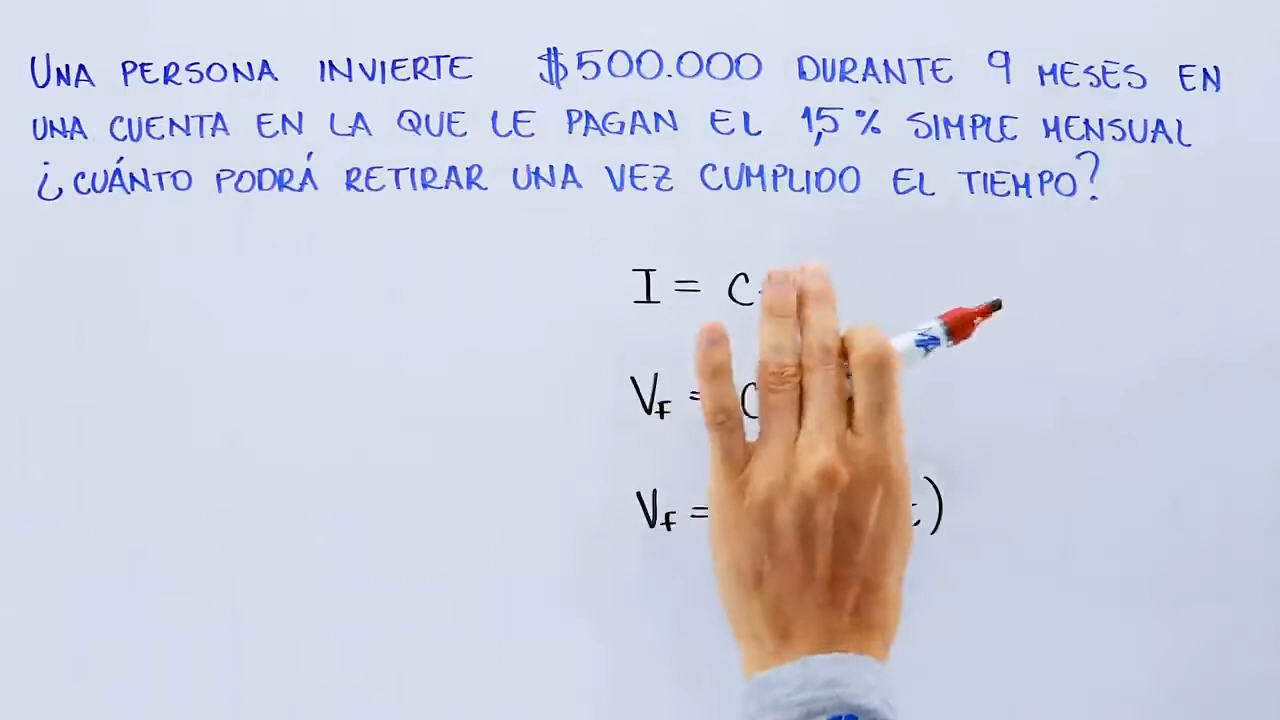 UNA PERSONA INVIERTE $500.000 DURANTE 9 MESES EN
UNA CUENTA EN LA QUE LE PAGAN EL 1,5% SIMPLE MENSUAL
¿CUÁNTO PODRÁ RETIRAR UNA VEZ CUMPLIDO EL TIEMPO?
I = C
VF = C
VF = )